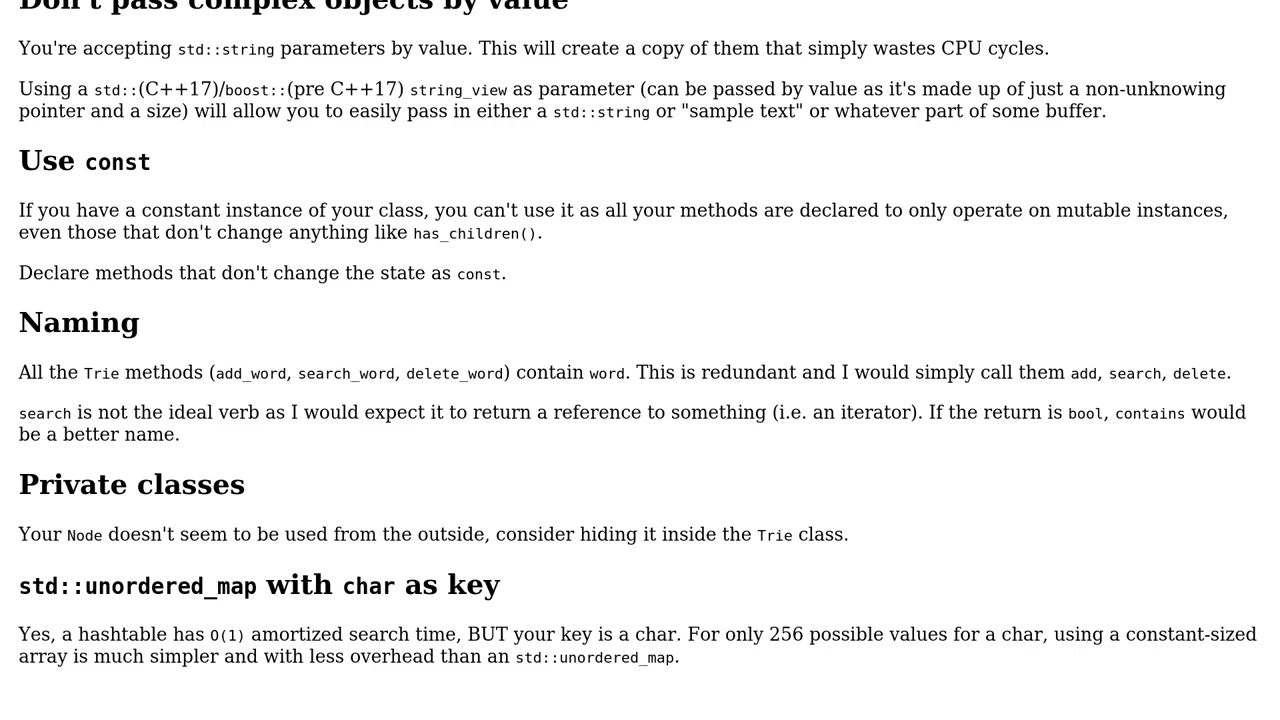 Don't pass complex objects by value
You're accepting std::string parameters by value. This will create a copy of them that simply wastes CPU cycles.
Using a std::(C++17)/boost::(pre C++17) string_view as parameter (can be passed by value as it's made up of just a non-unknowing
pointer and a size) will allow you to easily pass in either a std::string or "sample text" or whatever part of some buffer.
Use const
If you have a constant instance of your class, you can't use it as all your methods are declared to only operate on mutable instances,
even those that don't change anything like has_children().
Declare methods that don't change the state as const.
Naming
All the Trie methods (add_word, search_word, delete_word) contain word. This is redundant and I would simply call them add, search, delete.
search is not the ideal verb as I would expect it to return a reference to something (i.e. an iterator). If the return is bool, contains would
be a better name.
Private classes
Your Node doesn't seem to be used from the outside, consider hiding it inside the Trie class.
std::unordered_map with char as key
Yes, a hashtable has O(1) amortized search time, BUT your key is a char. For only 256 possible values for a char, using a constant-sized
array is much simpler and with less overhead than an std::unordered_map.